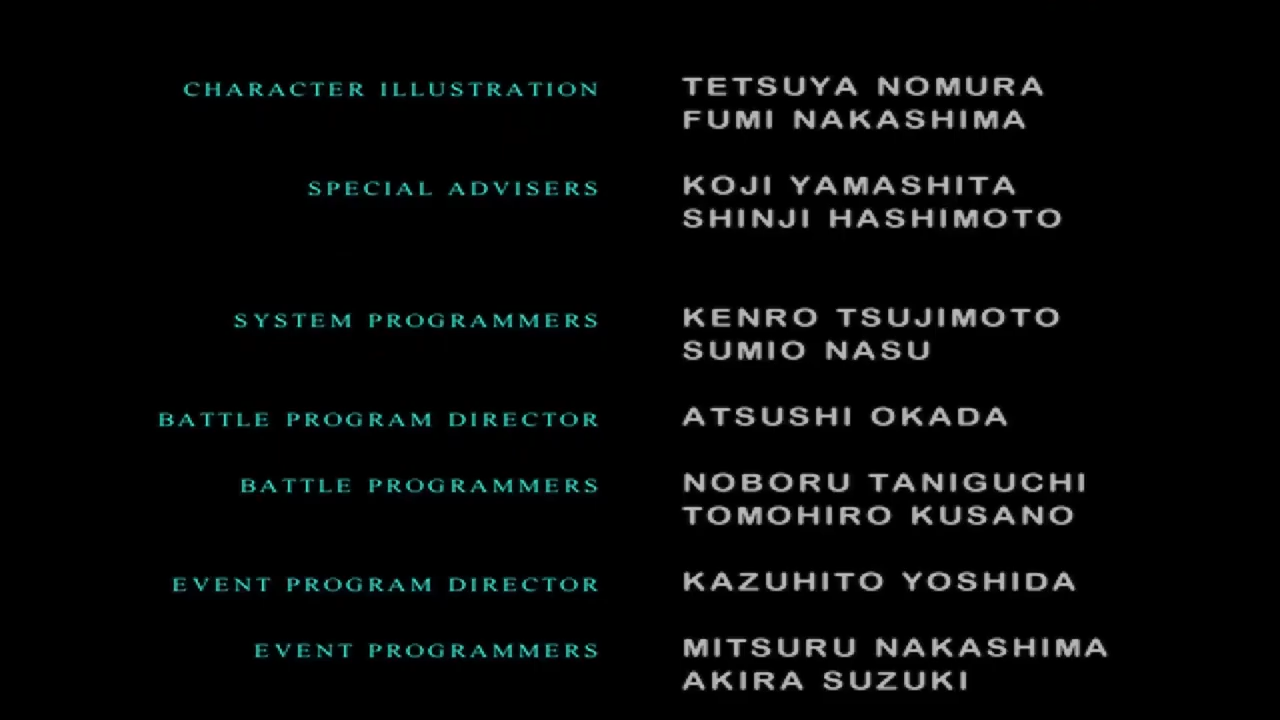 CHARACTER ILLUSTRATION TETSUYA NOMURA
FUMI NAKASHIMA
SPECIAL ADVISERS KOJI YAMASHITA
SHINJI HASHIMOTO
SYSTEM PROGRAMMERS KENRO TSUJIMOTO
SUMIO NASU
BATTLE PROGRAM DIRECTOR ATSUSHI OKADA
BATTLE PROGRAMMERS NOBORU TANIGUCHI
TOMOHIRO KUSANO
EVENT PROGRAM DIRECTOR KAZUHITO YOSHIDA
EVENT PROGRAMMERS MITSURU NAKASHIMA
AKIRA SUZUKI